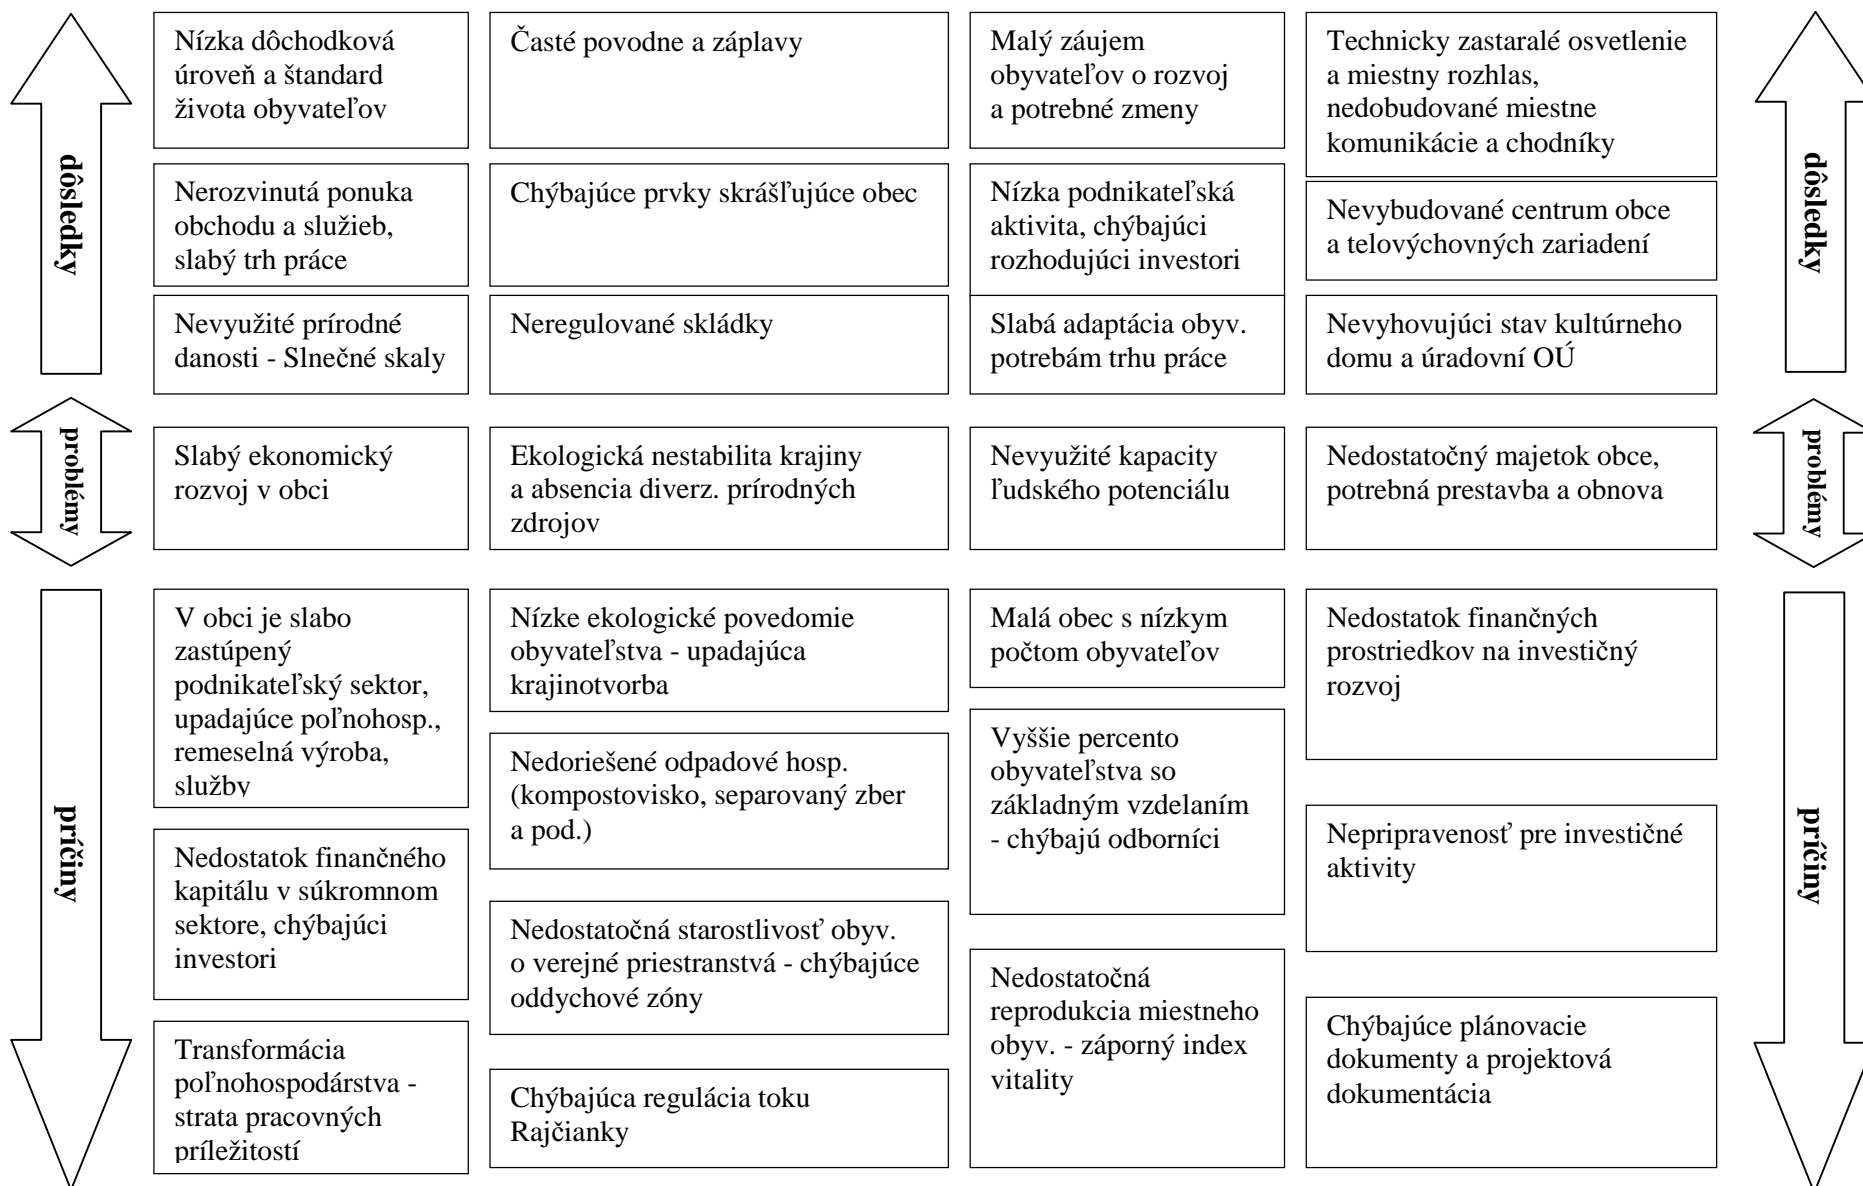 dôsledky
Nízka dôchodková
úroveň a štandard
života obyvateľov
Časté povodne a záplavy
Malý záujem
obyvateľov o rozvoj
a potrebné zmeny
Technicky zastaralé osvetlenie
a miestny rozhlas,
nedobudované miestne
komunikácie a chodníky
dôsledky
Nerozvinutá ponuka
obchodu a služieb,
slabý trh práce
Chýbajúce prvky skrášľujúce obec
Nízka podnikateľská
aktivita, chýbajúci
rozhodujúci investori
Nevybudované centrum obce
a telovýchovných zariadení
Nevyužité prírodné
danosti - Slnečné skaly
Neregulované skládky
Slabá adaptácia obyv.
potrebám trhu práce
Nevyhovujúci stav kultúrneho
domu a úradovní OÚ
problémy
Slabý ekonomický
rozvoj v obci
Ekologická nestabilita krajiny
a absencia diverz. prírodných
zdrojov
Nevyužité kapacity
ľudského potenciálu
Nedostatočný majetok obce,
potrebná prestavba a obnova
problémy
príčiny
V obci je slabo
zastúpený
podnikateľský sektor,
upadajúce poľnohosp.,
remeselná výroba,
služby
Nízke ekologické povedomie
obyvateľstva - upadajúca
krajinotvorba
Malá obec s nízkym
počtom obyvateľov
Nedostatok finančných
prostriedkov na investičný
rozvoj
príčiny
Nedoriešené odpadové hosp.
(kompostovisko, separovaný zber
a pod.)
Vyššie percento
obyvateľstva so
základným vzdelaním
- chýbajú odborníci
Nepripravenosť pre investičné
aktivity
Nedostatok finančného
kapitálu v súkromnom
sektore, chýbajúci
investori
Nedostatočná starostlivosť obyv.
o verejné priestranstvá - chýbajúce
oddychové zóny
Nedostatočná
reprodukcia miestneho
obyv. - záporný index
vitality
Chýbajúce plánovacie
dokumenty a projektová
dokumentácia
Transformácia
poľnohospodárstva -
strata pracovných
príležitostí
Chýbajúca regulácia toku
Rajčianky